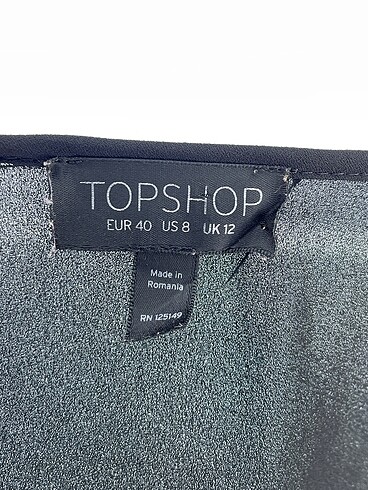 TOPSHOP
EUR 40 US 8 UK 12
Made in
Romania
RN 125149